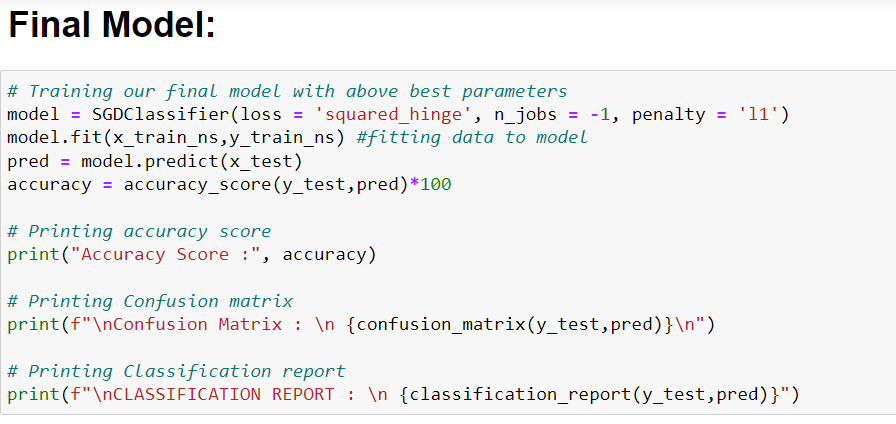 Final Model:
# Training our final model with above best parameters
model = SGDClassifier(loss = 'squared_hinge', n_jobs = -1, penalty = 'l1')
model.fit(x_train_ns,y_train_ns) #fitting data to model
pred = model.predict(x_test)
accuracy = accuracy_score(y_test,pred)*100
# Printing accuracy score
print("Accuracy Score :", accuracy)
# Printing Confusion matrix
print(f"\nConfusion Matrix : \n {confusion_matrix(y_test,pred)}\n")
# Printing Classification report
print(f"\nCLASSIFICATION REPORT : \n {classification_report(y_test,pred)}")